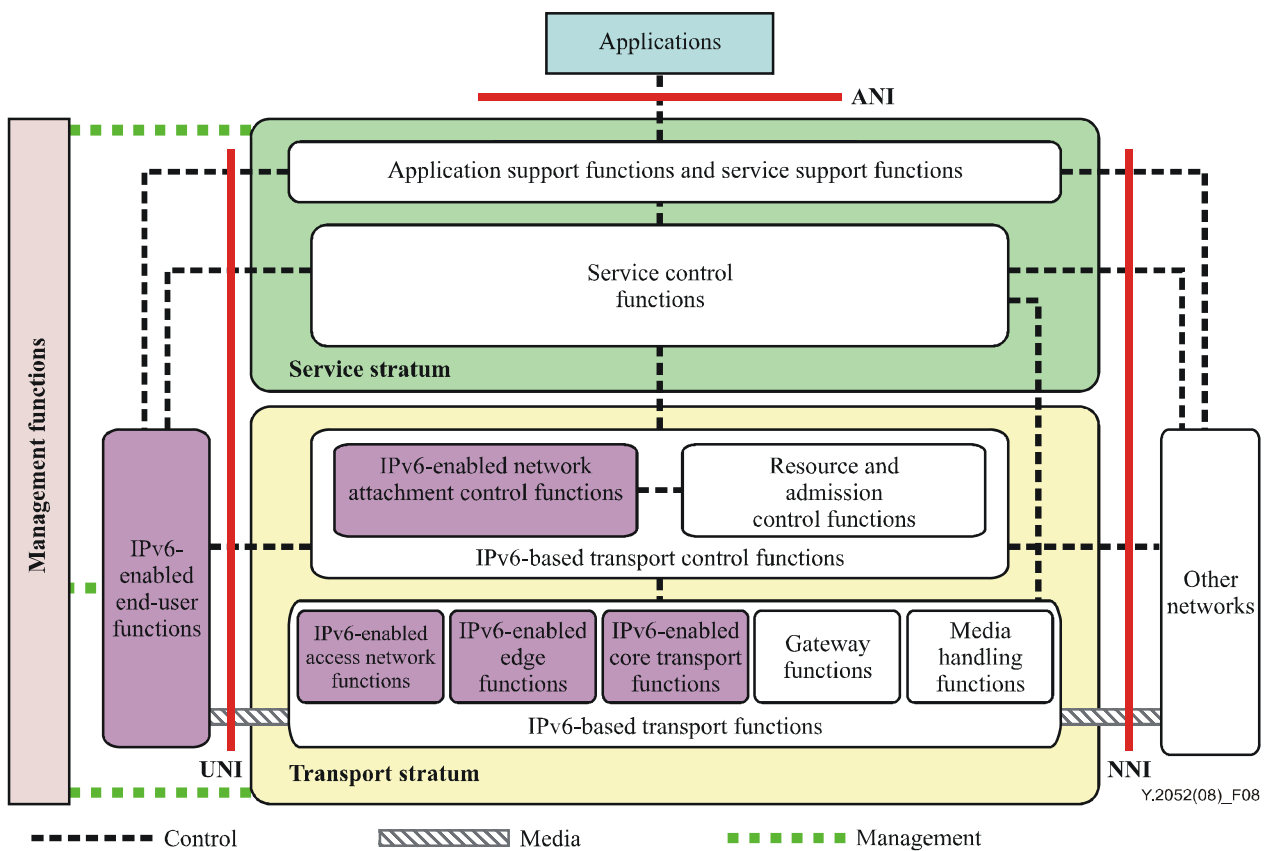 Applications
ANI
Application support functions and service support functions
Service control
functions
Service stratum
Management functions
IPv6-enabled network
attachment control functions
Resource and
admission
control functions
IPv6-based transport control functions
IPv6-
enabled
end-user
functions
Other
networks
IPv6-enabled
access network
functions
IPv6-enabled
edge
functions
IPv6-enabled
core transport
functions
Gateway
functions
Media
handling
functions
IPv6-based transport functions
UNI
Transport stratum
NNI
Y.2052(08)_F08
Control
Media
Management